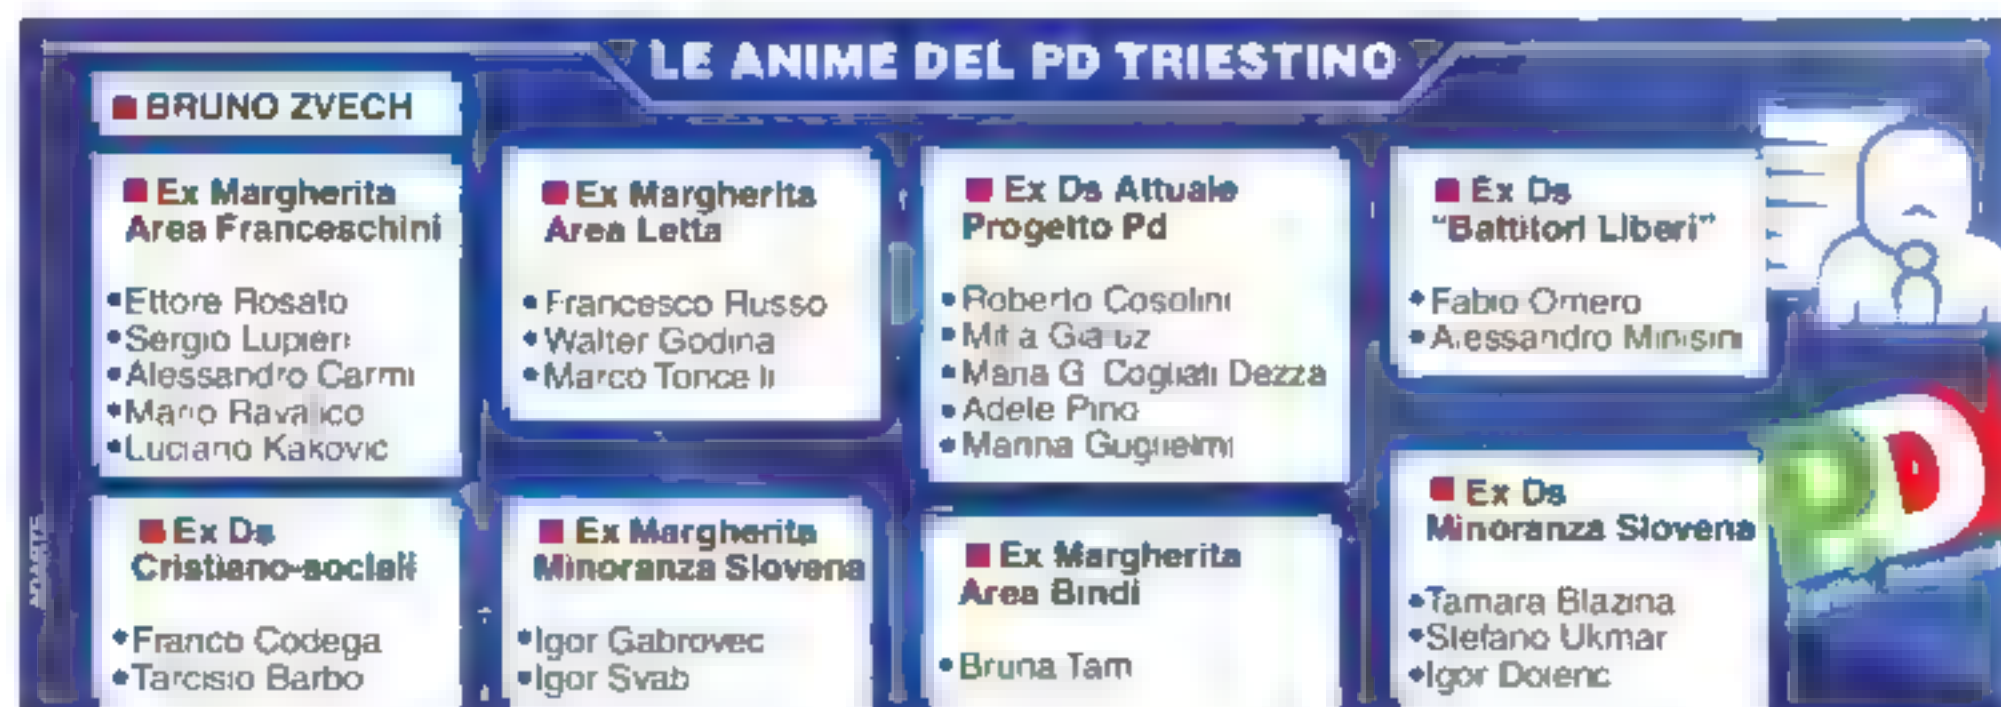 LE ANIME DEL PD TRIESTINO
BRUNO ZVECH
Ex Margherita
Area Franceschini
•Ettore Rosato
•Sergio Lupieri
•Alessandro Carmi
•Mario Ravalico
•Luciano Kakovic
Ex Margherita
Area Letta
•Francesco Russo
•Walter Godina
•Marco Toncelli
Ex Ds Attuale
Progetto Pd
•Roberto Cosolini
•Mitja Gialuz
•Maria G. Cogliati Dezza
•Adele Pino
•Marina Guglielmi
Ex Ds
“Battitori Liberi”
•Fabio Omero
•Alessandro Minisini
Ex Ds
Cristiano-sociali
•Franco Codega
•Tarcisio Barbo
Ex Margherita
Minoranza Slovena
•Igor Gabrovec
•Igor Svab
Ex Margherita
Area Bindi
•Bruna Tam
Ex Ds
Minoranza Slovena
•Tamara Blazina
•Stefano Ukmar
•Igor Dolenc
PD